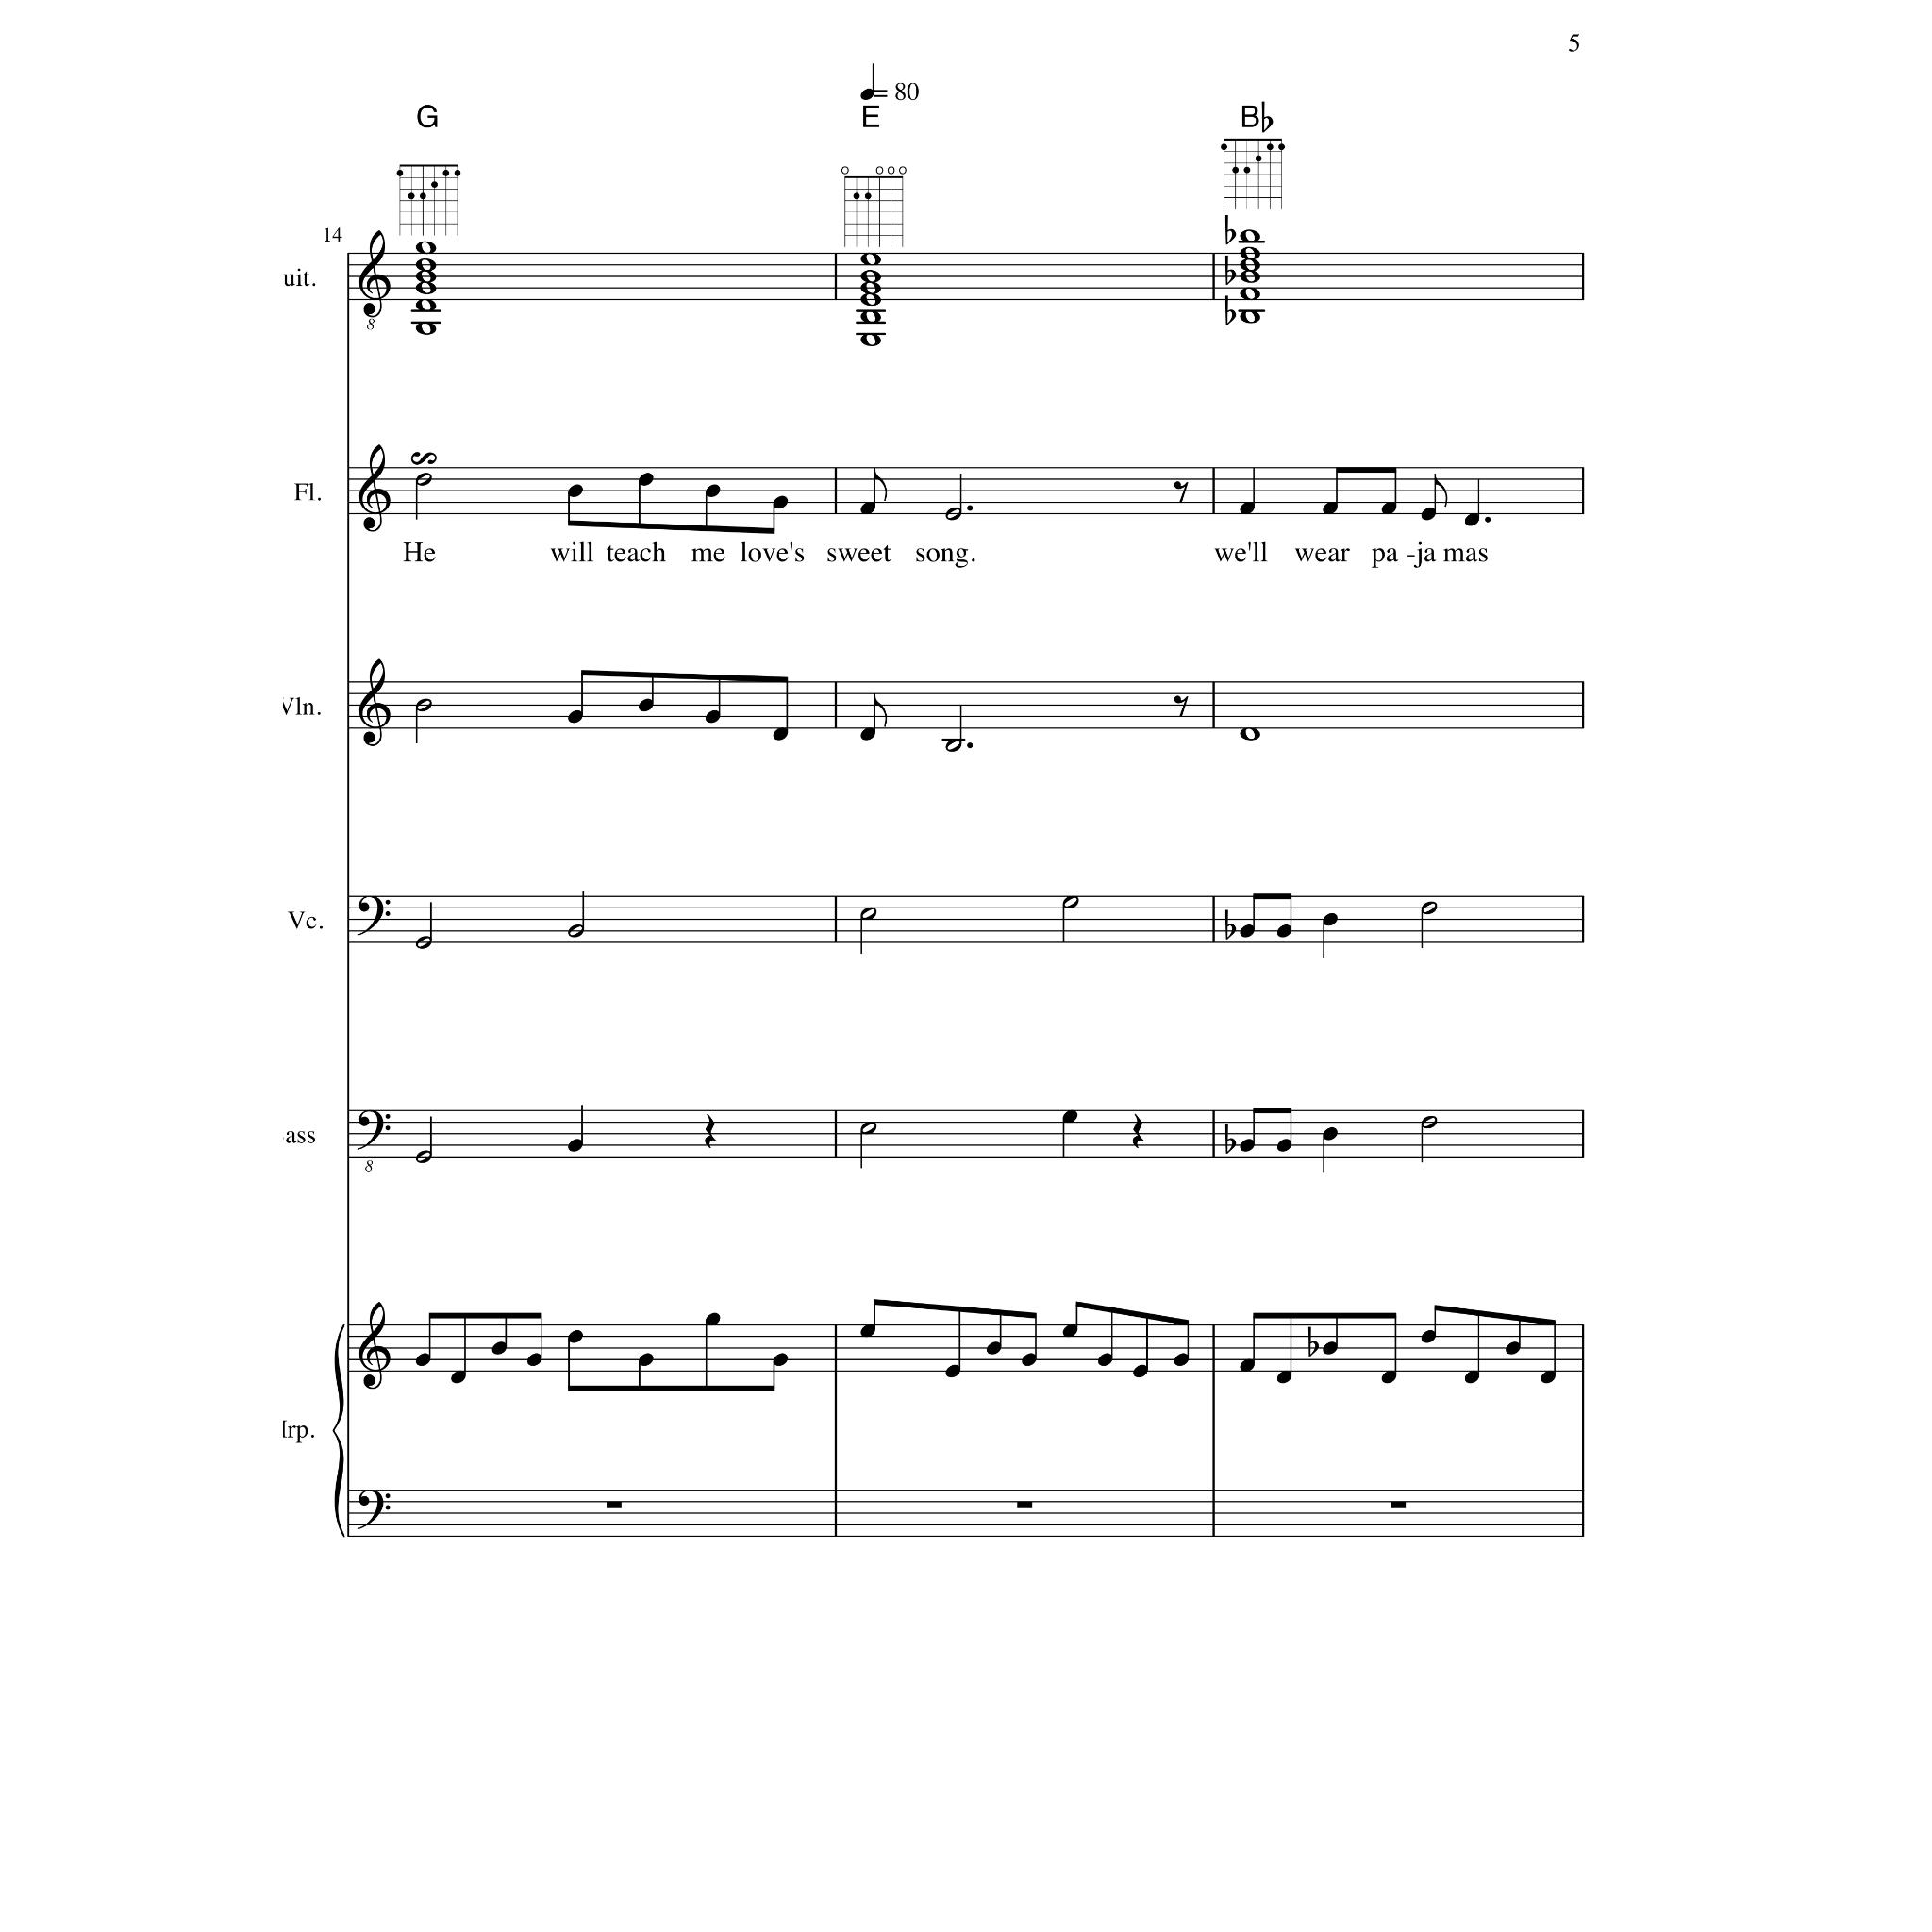 5
= 80
G E B♭
14
uit.
8
Fl.
He will teach me love's sweet song. we'll wear pa -ja mas
Vln.
Vc.
ass
8
rp.